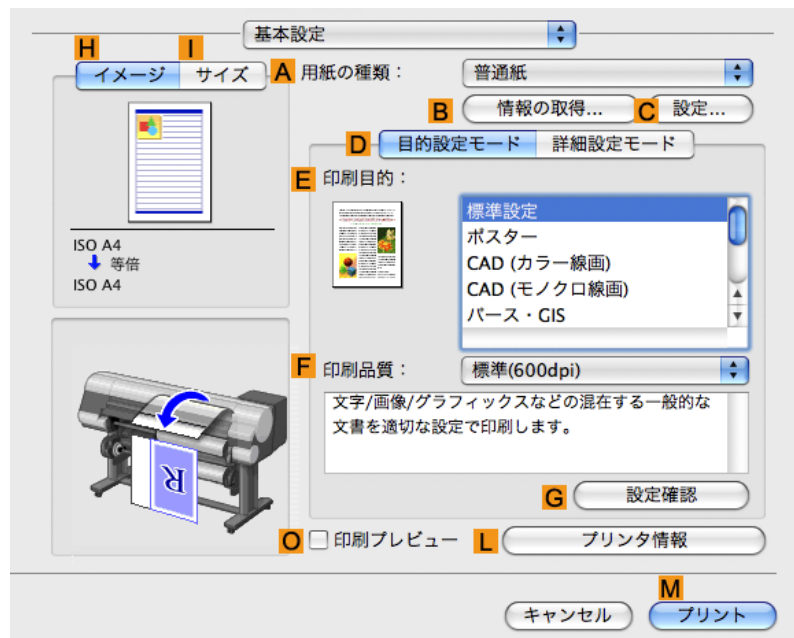 基本設定
H
I
イメージ
サイズ
A
用紙の種類：
普通紙
B
情報の取得...
C
設定...
D
目的設定モード
詳細設定モード
E
印刷目的：
標準設定
ポスター
CAD (カラー線画)
CAD (モノクロ線画)
パース・GIS
ISO A4
等倍
ISO A4
F
印刷品質：
標準(600dpi)
文字/画像/グラフィックスなどの混在する一般的な
文書を適切な設定で印刷します。
R
G
設定確認
O
印刷プレビュー
L
プリンタ情報
M
キャンセル
プリント